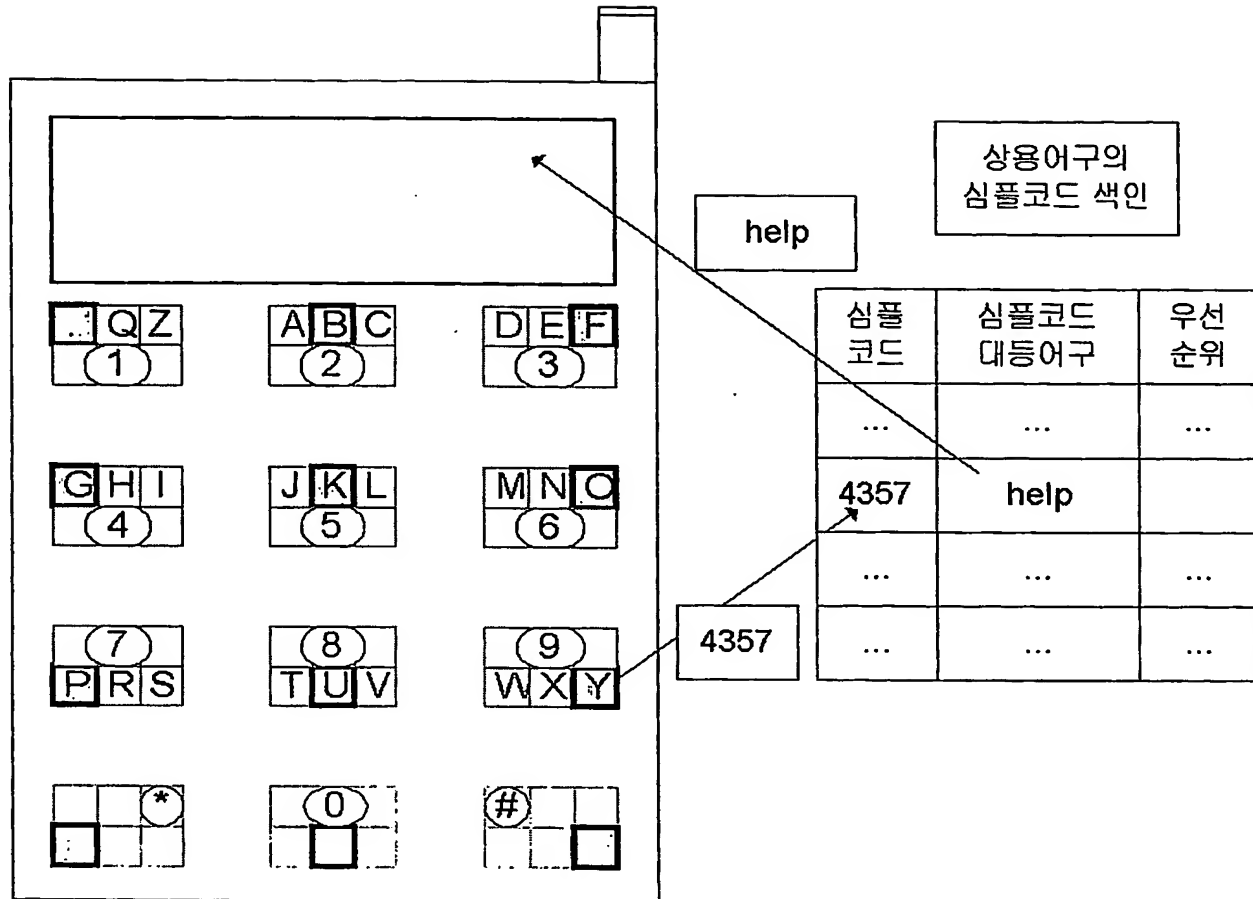 상용어구의
심플코드 색인
help
심플
코드
심플코드
대등어구
우선
순위
... ... ...
4357 help
... ... ...
... ... ...
4357
. Q Z A B C D E F
1 2 3
G H I J K L M N O
4 5 6
7 8 9
P R S T U V W X Y
* 0 #